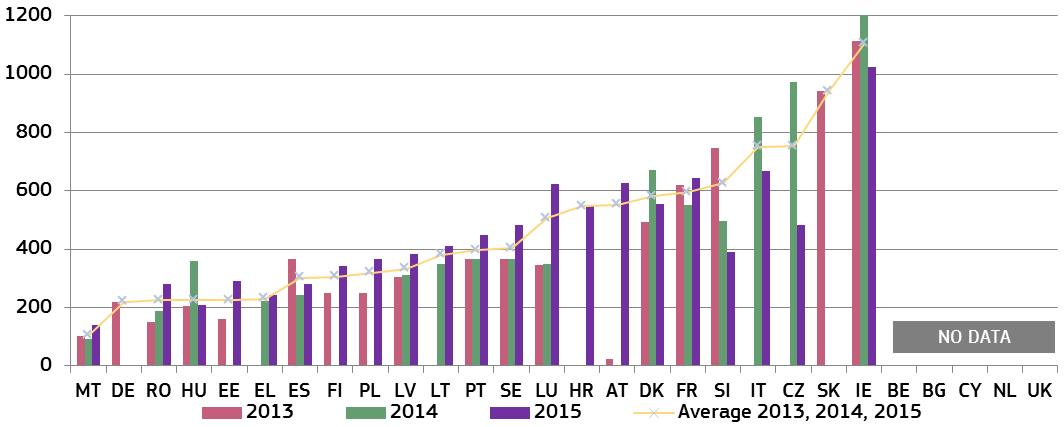 1200
1000
800
600
400
200
0
NO DATA
MT DE RO HU EE EL ES FI PL LV LT PT SE LU HR AT DK FR SI IT CZ SK IE BE BG CY NL UK
2013 2014 2015 Average 2013, 2014, 2015